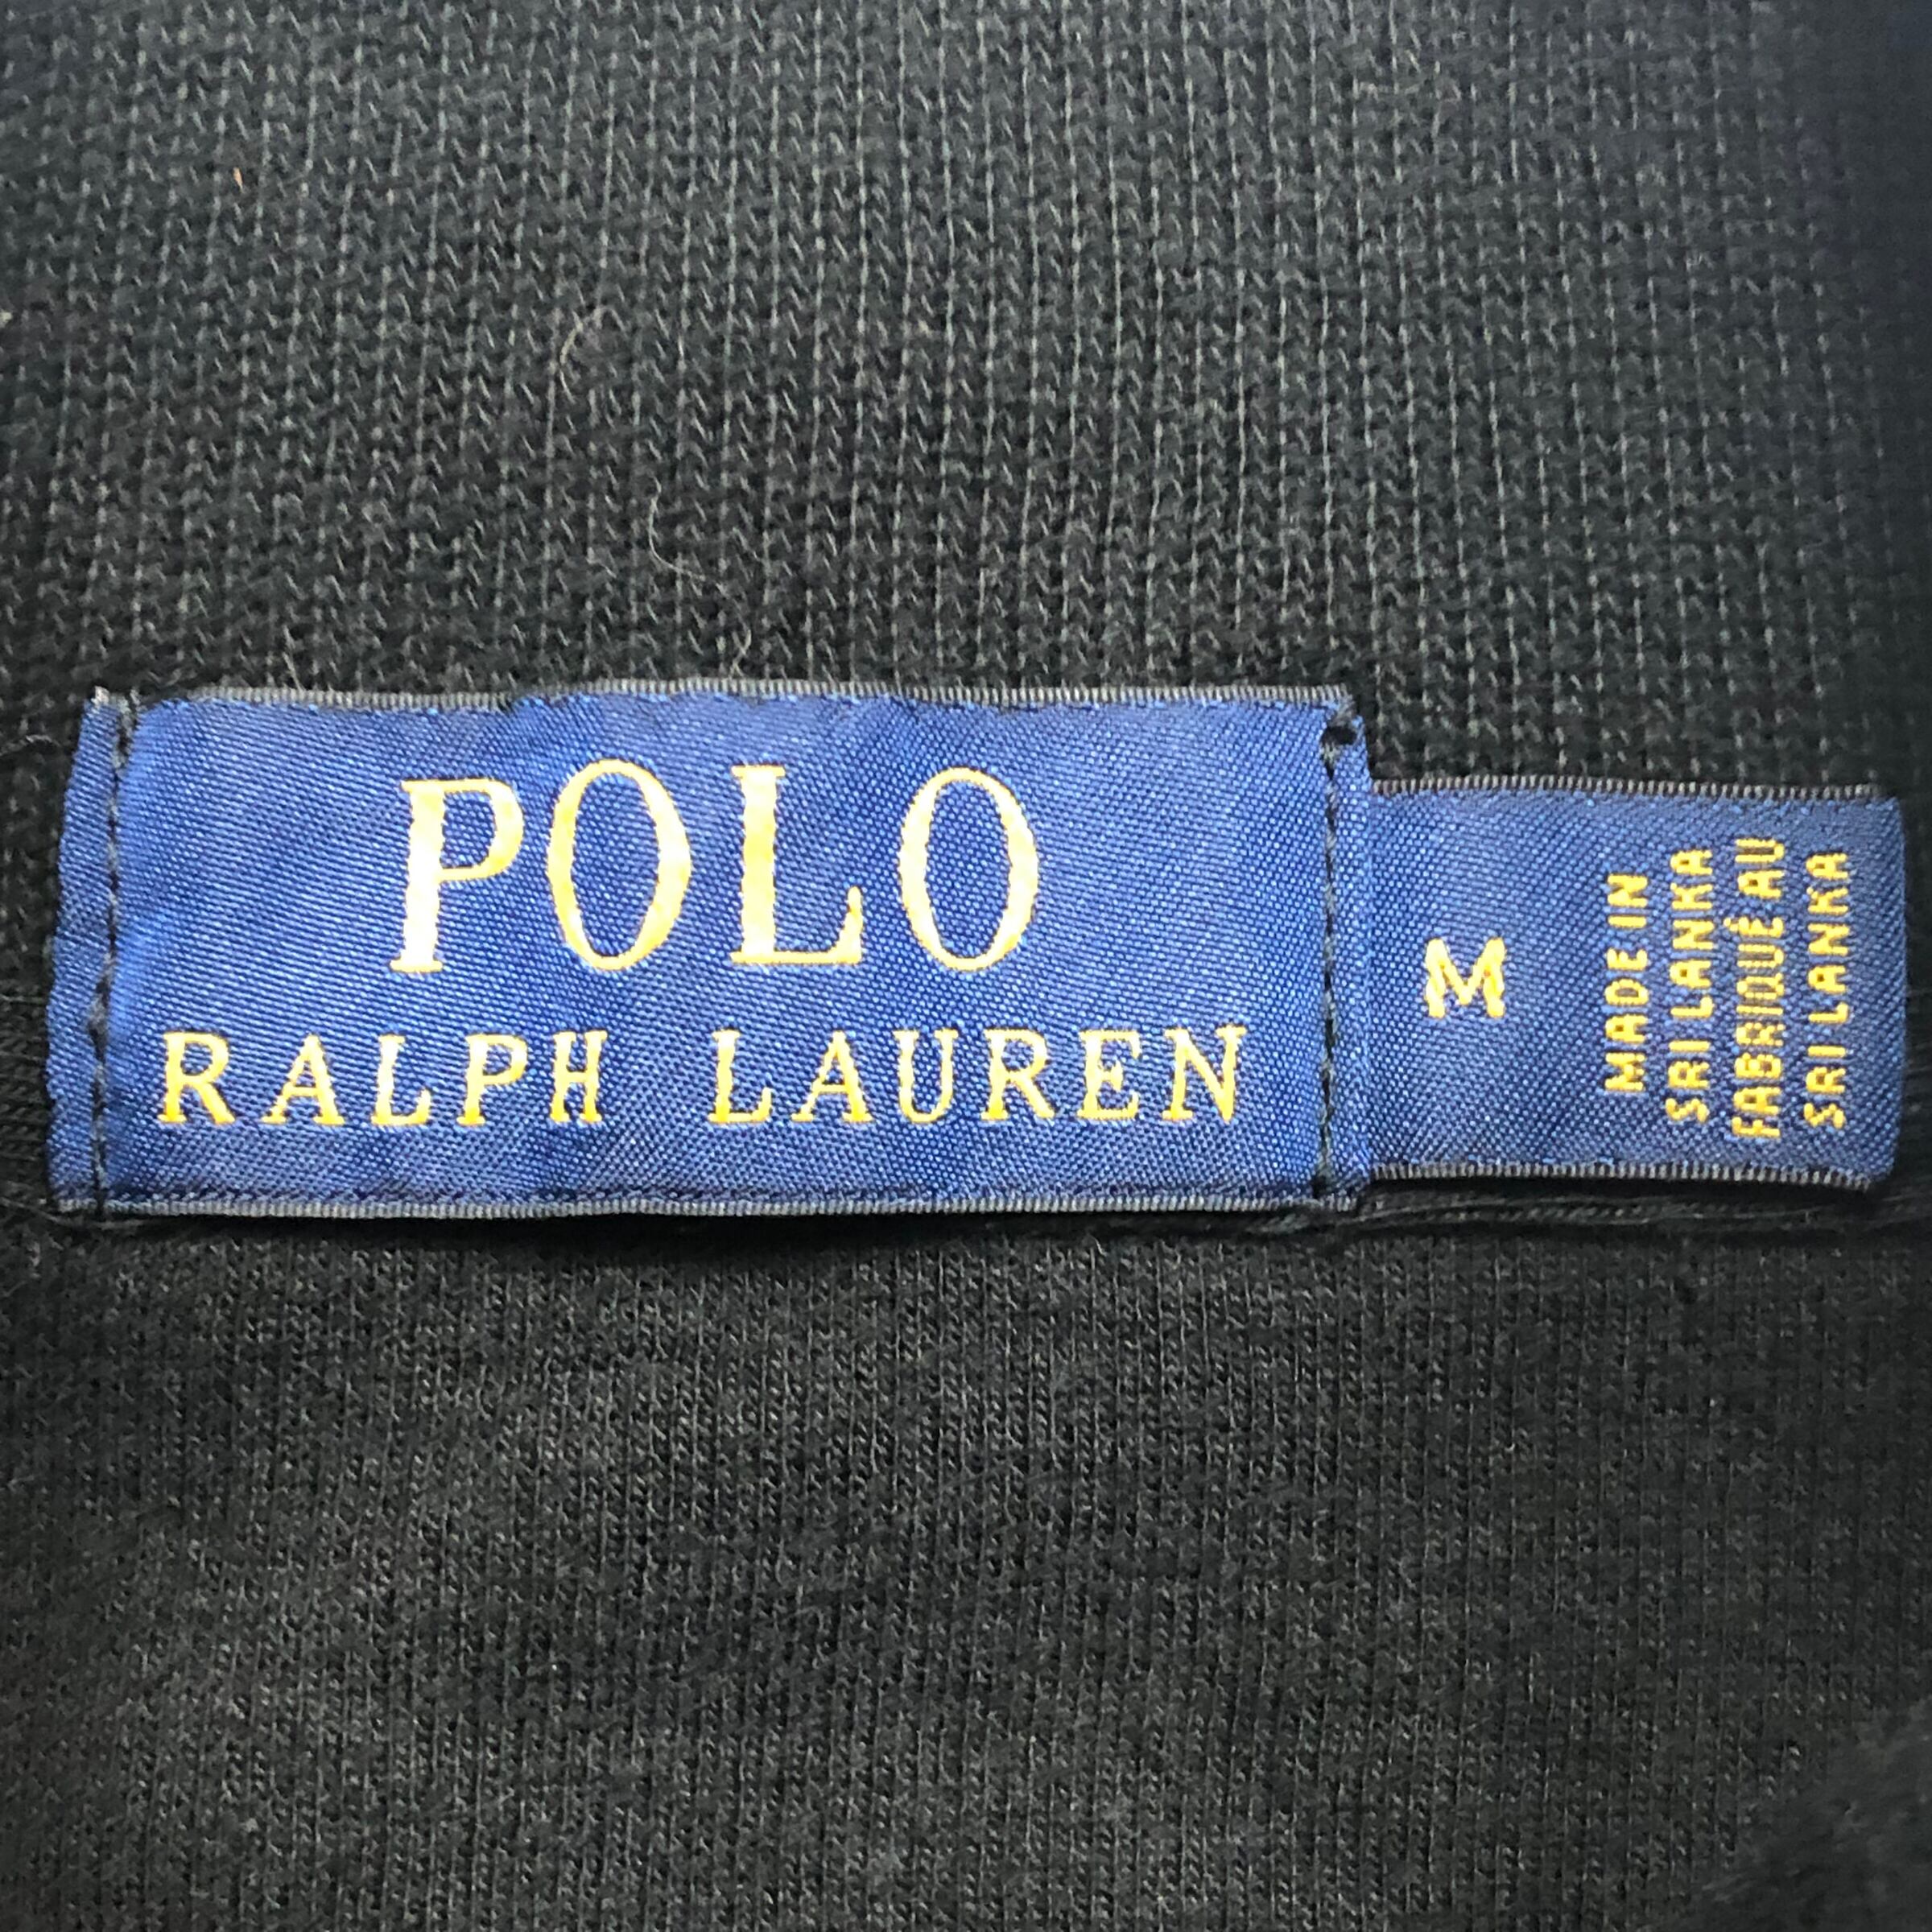 POLO
RALPH LAUREN
M
MADE IN
SRI LANKA
FABRIQUÉ AU
SRI LANKA